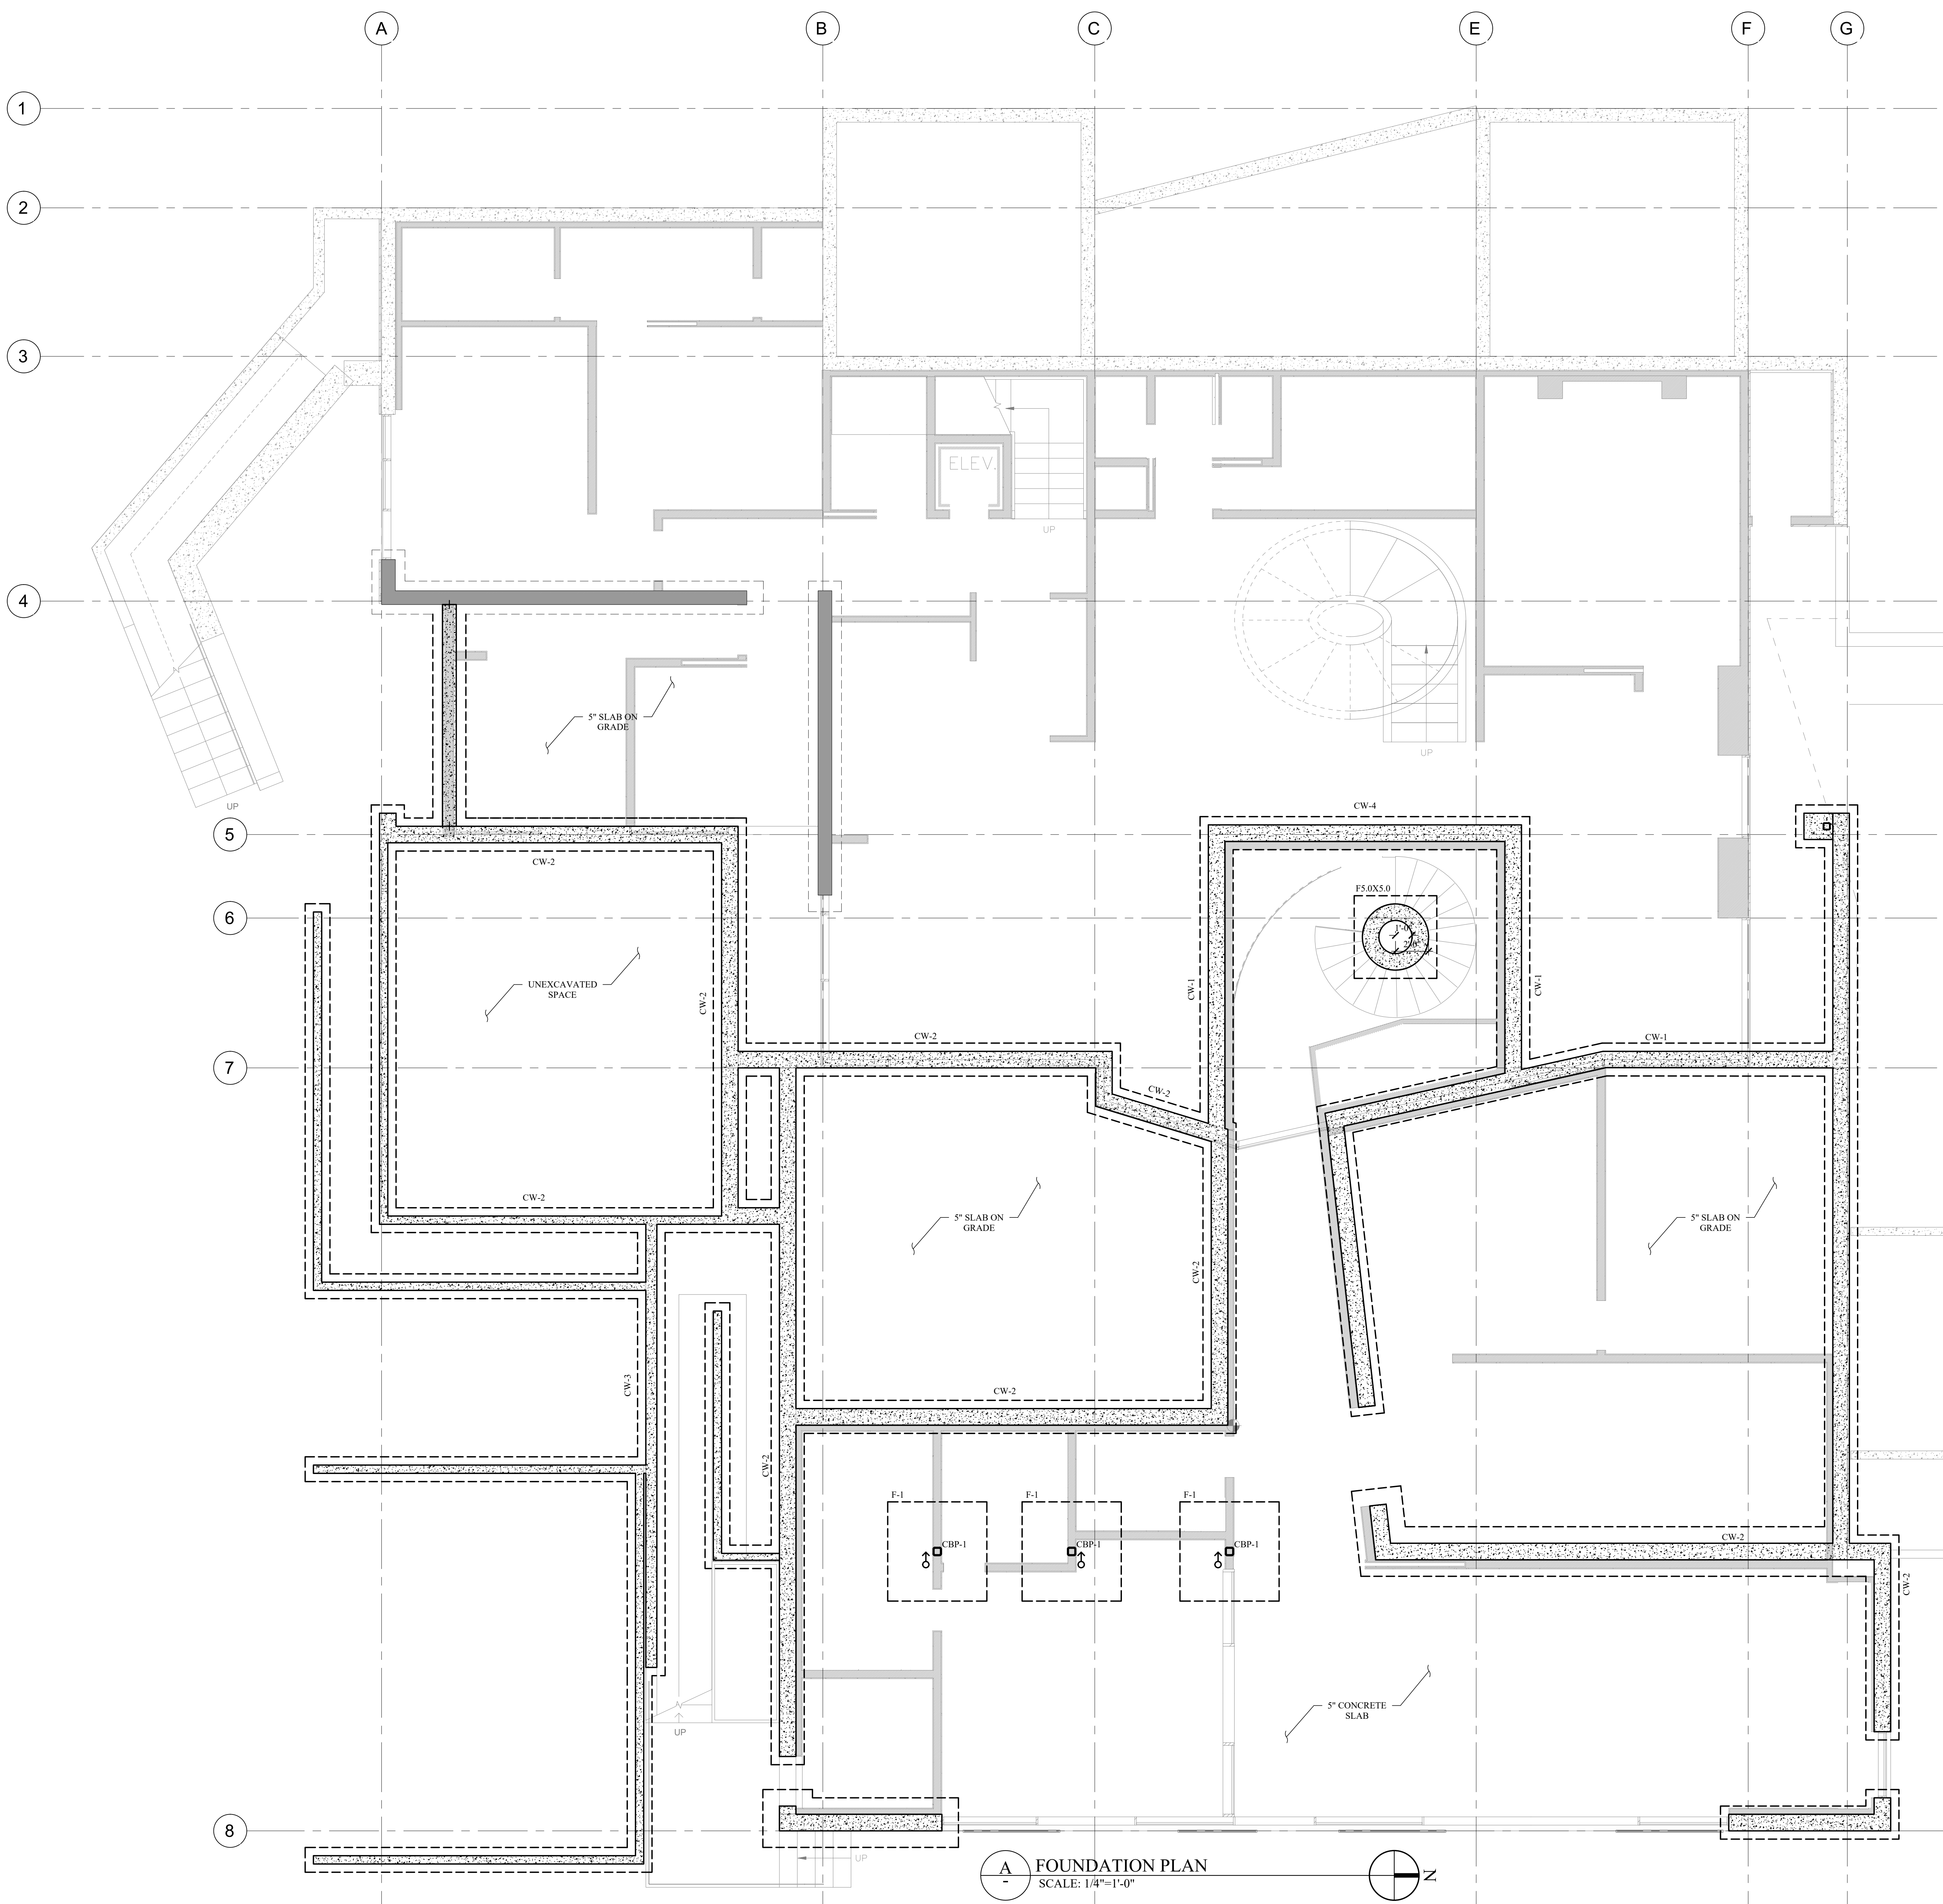 A
B
C
E
F
G
1
2
3
ELEV.
UP
4
5" SLAB ON
GRADE
UP
UP
CW-4
5
CW-2
F5.0X5.0
6
1'-0"
UNEXCAVATED
SPACE
CW-2
CW-1
CW-1
CW-2
CW-1
7
CW-2
CW-2
5" SLAB ON
GRADE
5" SLAB ON
GRADE
CW-2
CW-3
CW-2
CW-2
F-1
F-1
F-1
CBP-1
CBP-1
CBP-1
CW-2
CW-2
5" CONCRETE
SLAB
UP
8
UP
A
-
FOUNDATION PLAN
SCALE: 1/4"=1'-0"
N